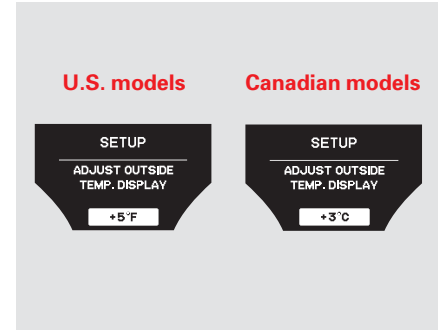 U.S. models
SETUP
ADJUST OUTSIDE
TEMP. DISPLAY
+5°F
Canadian models
SETUP
ADJUST OUTSIDE
TEMP. DISPLAY
+3°C